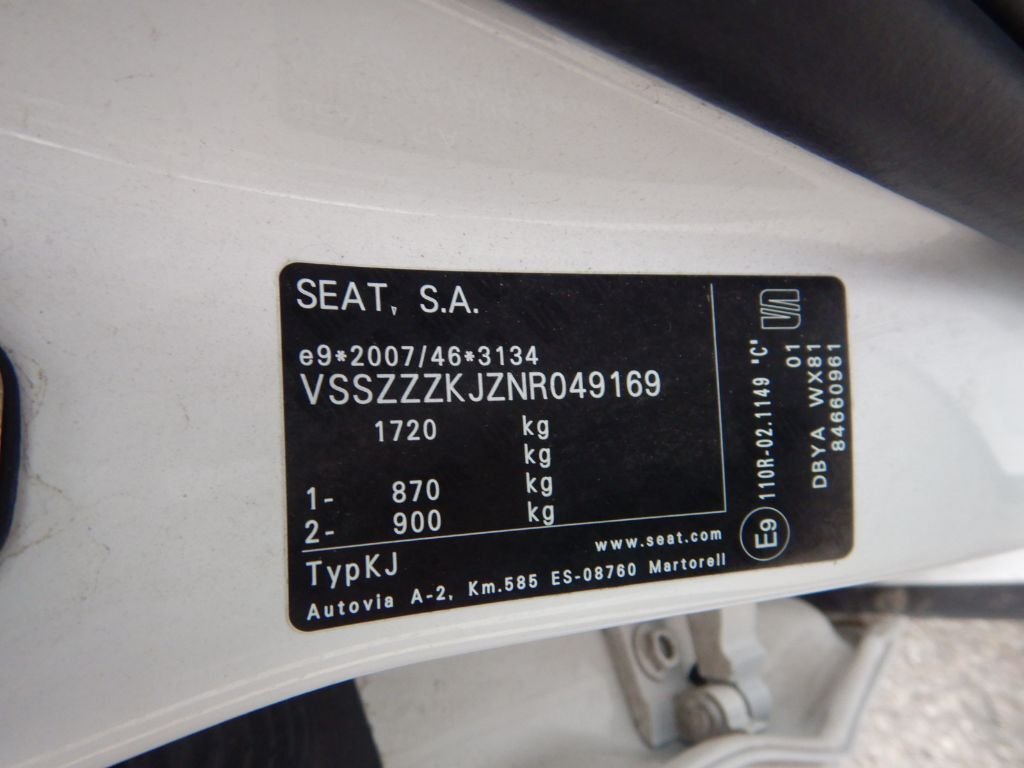 SEAT, S.A.
e9*2007/46*3134
VSSZZZKJZNR049169
1720 kg
kg
1- 870 kg
2- 900 kg
TypKJ
www.seat.com
Autovia A-2, Km.585 ES-08760 Martorell
E9 110R-02.1149 "C"
01
DBYA WX81
84660961